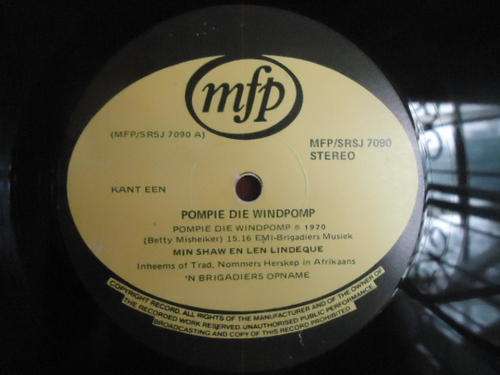 mfp
(MFP/SRSJ 7090 A)
MFP/SRSJ 7090
STEREO
KANT EEN
POMPIE DIE WINDPOMP
POMPIE DIE WINDPOMP ℗ 1970
(Betty Misheiker) 15:16 EMI-Brigadiers Musiek
MIN SHAW EN LEN LINDEQUE
Inheems of Trad, Nommers Herskep in Afrikaans
'N BRIGADIERS OPNAME
COPYRIGHT RECORD. ALL RIGHTS OF THE MANUFACTURER AND OF THE OWNER OF
THE RECORDED WORK RESERVED. UNAUTHORISED PUBLIC PERFORMANCE
BROADCASTING AND COPY OF THIS RECORD PROHIBITED